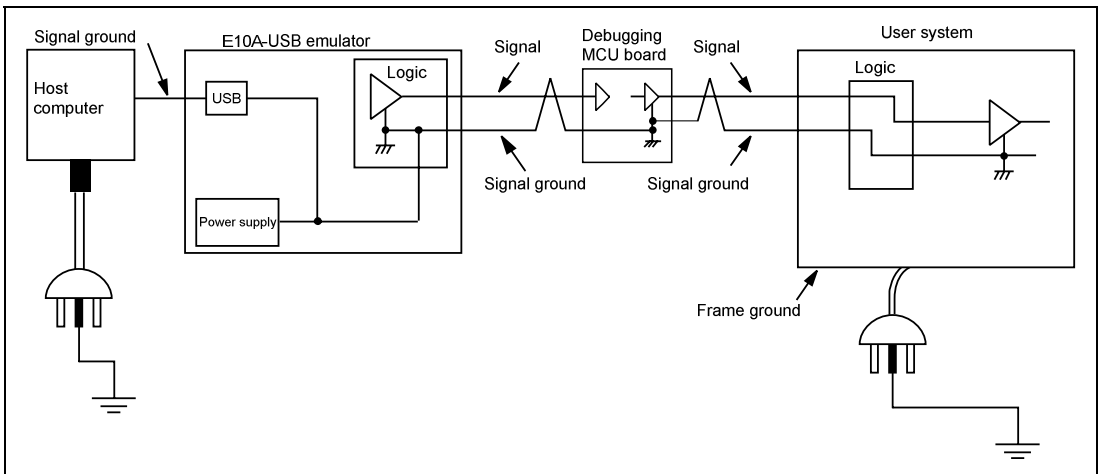 Signal ground
Host
computer
E10A-USB emulator
USB
Logic
Power supply
Signal
Signal ground
Debugging
MCU board
Signal
Signal ground
User system
Logic
Frame ground